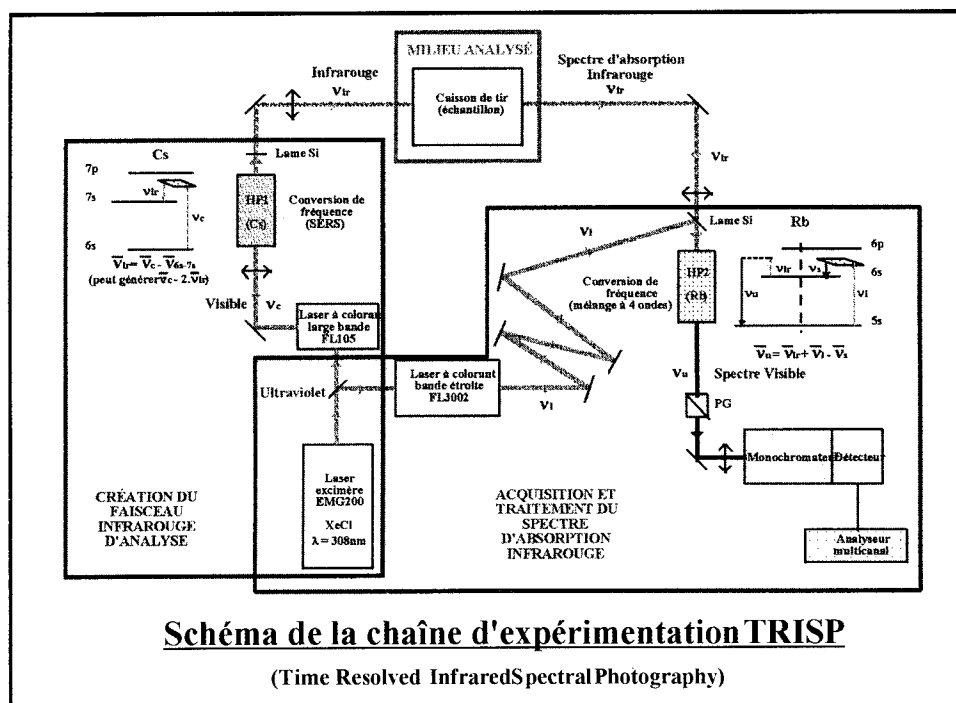 MILIEU ANALYSÉ
Infrarouge
νir
Caisson de tir
(échantillon)
Spectre d'absorption
Infrarouge
νir
Cs
7p
7s
6s
νir
νc
ν̅ir = ν̅c - ν̅6s-7s
(peut générer ν̅c - 2.ν̅ir)
Lame Si
HP1
(Cs)
Conversion de
fréquence
(SERS)
Visible
νc
Laser à colorant
large bande
FL105
νir
Lame Si
νl
Conversion de
fréquence
(mélange à 4 ondes)
HP2
(RB)
Rb
6p
6s
5s
νir
νs
νu
νl
ν̅u = ν̅ir + ν̅l - ν̅s
νu
Spectre Visible
Ultraviolet
Laser à colorant
bande étroite
FL3002
νl
PG
Monochromateur
Détecteur
Analyseur
multicanal
Laser
excimère
EMG200
XeCl
λ = 308nm
CRÉATION DU
FAISCEAU
INFRAROUGE
D'ANALYSE
ACQUISITION ET
TRAITEMENT DU
SPECTRE
D'ABSORPTION
INFRAROUGE
Schéma de la chaîne d'expérimentation TRISP
(Time Resolved InfraredSpectral Photography)